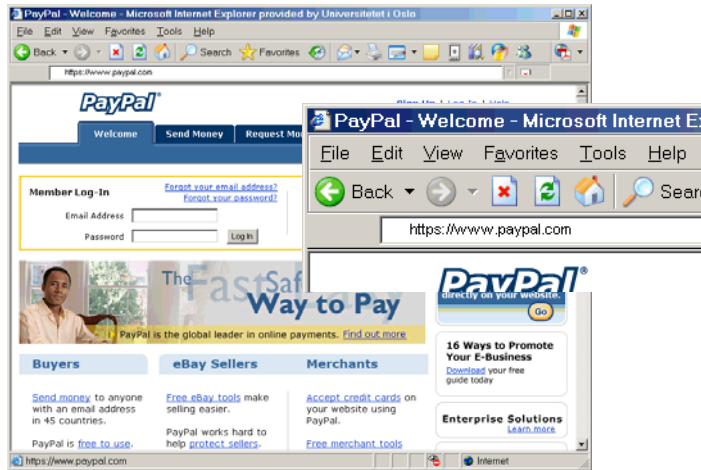 PayPal - Welcome - Microsoft Internet Explorer provided by Universitetet i Oslo
File Edit View Favorites Tools Help
Back Search Favorites
https://www.paypal.com
PayPal
Welcome Send Money Request Mo
Member Log-In
Forgot your email address?
Forgot your password?
Email Address
Password
Log In
PayPal - Welcome - Microsoft Internet E
File Edit View Favorites Tools Help
Back Sear
https://www.paypal.com
PayPal
directly on your website.
Go
The Fast Saf
Way to Pay
PayPal is the global leader in online payments. Find out more
Buyers
Send money to anyone
with an email address
in 45 countries.
PayPal is free to use.
eBay Sellers
Free eBay tools make
selling easier.
PayPal works hard to
help protect sellers.
Merchants
Accept credit cards on
your website using
PayPal.
Free merchant tools
16 Ways to Promote
Your E-Business
Download your free
guide today
Enterprise Solutions
Learn more
https://www.paypal.com
Internet